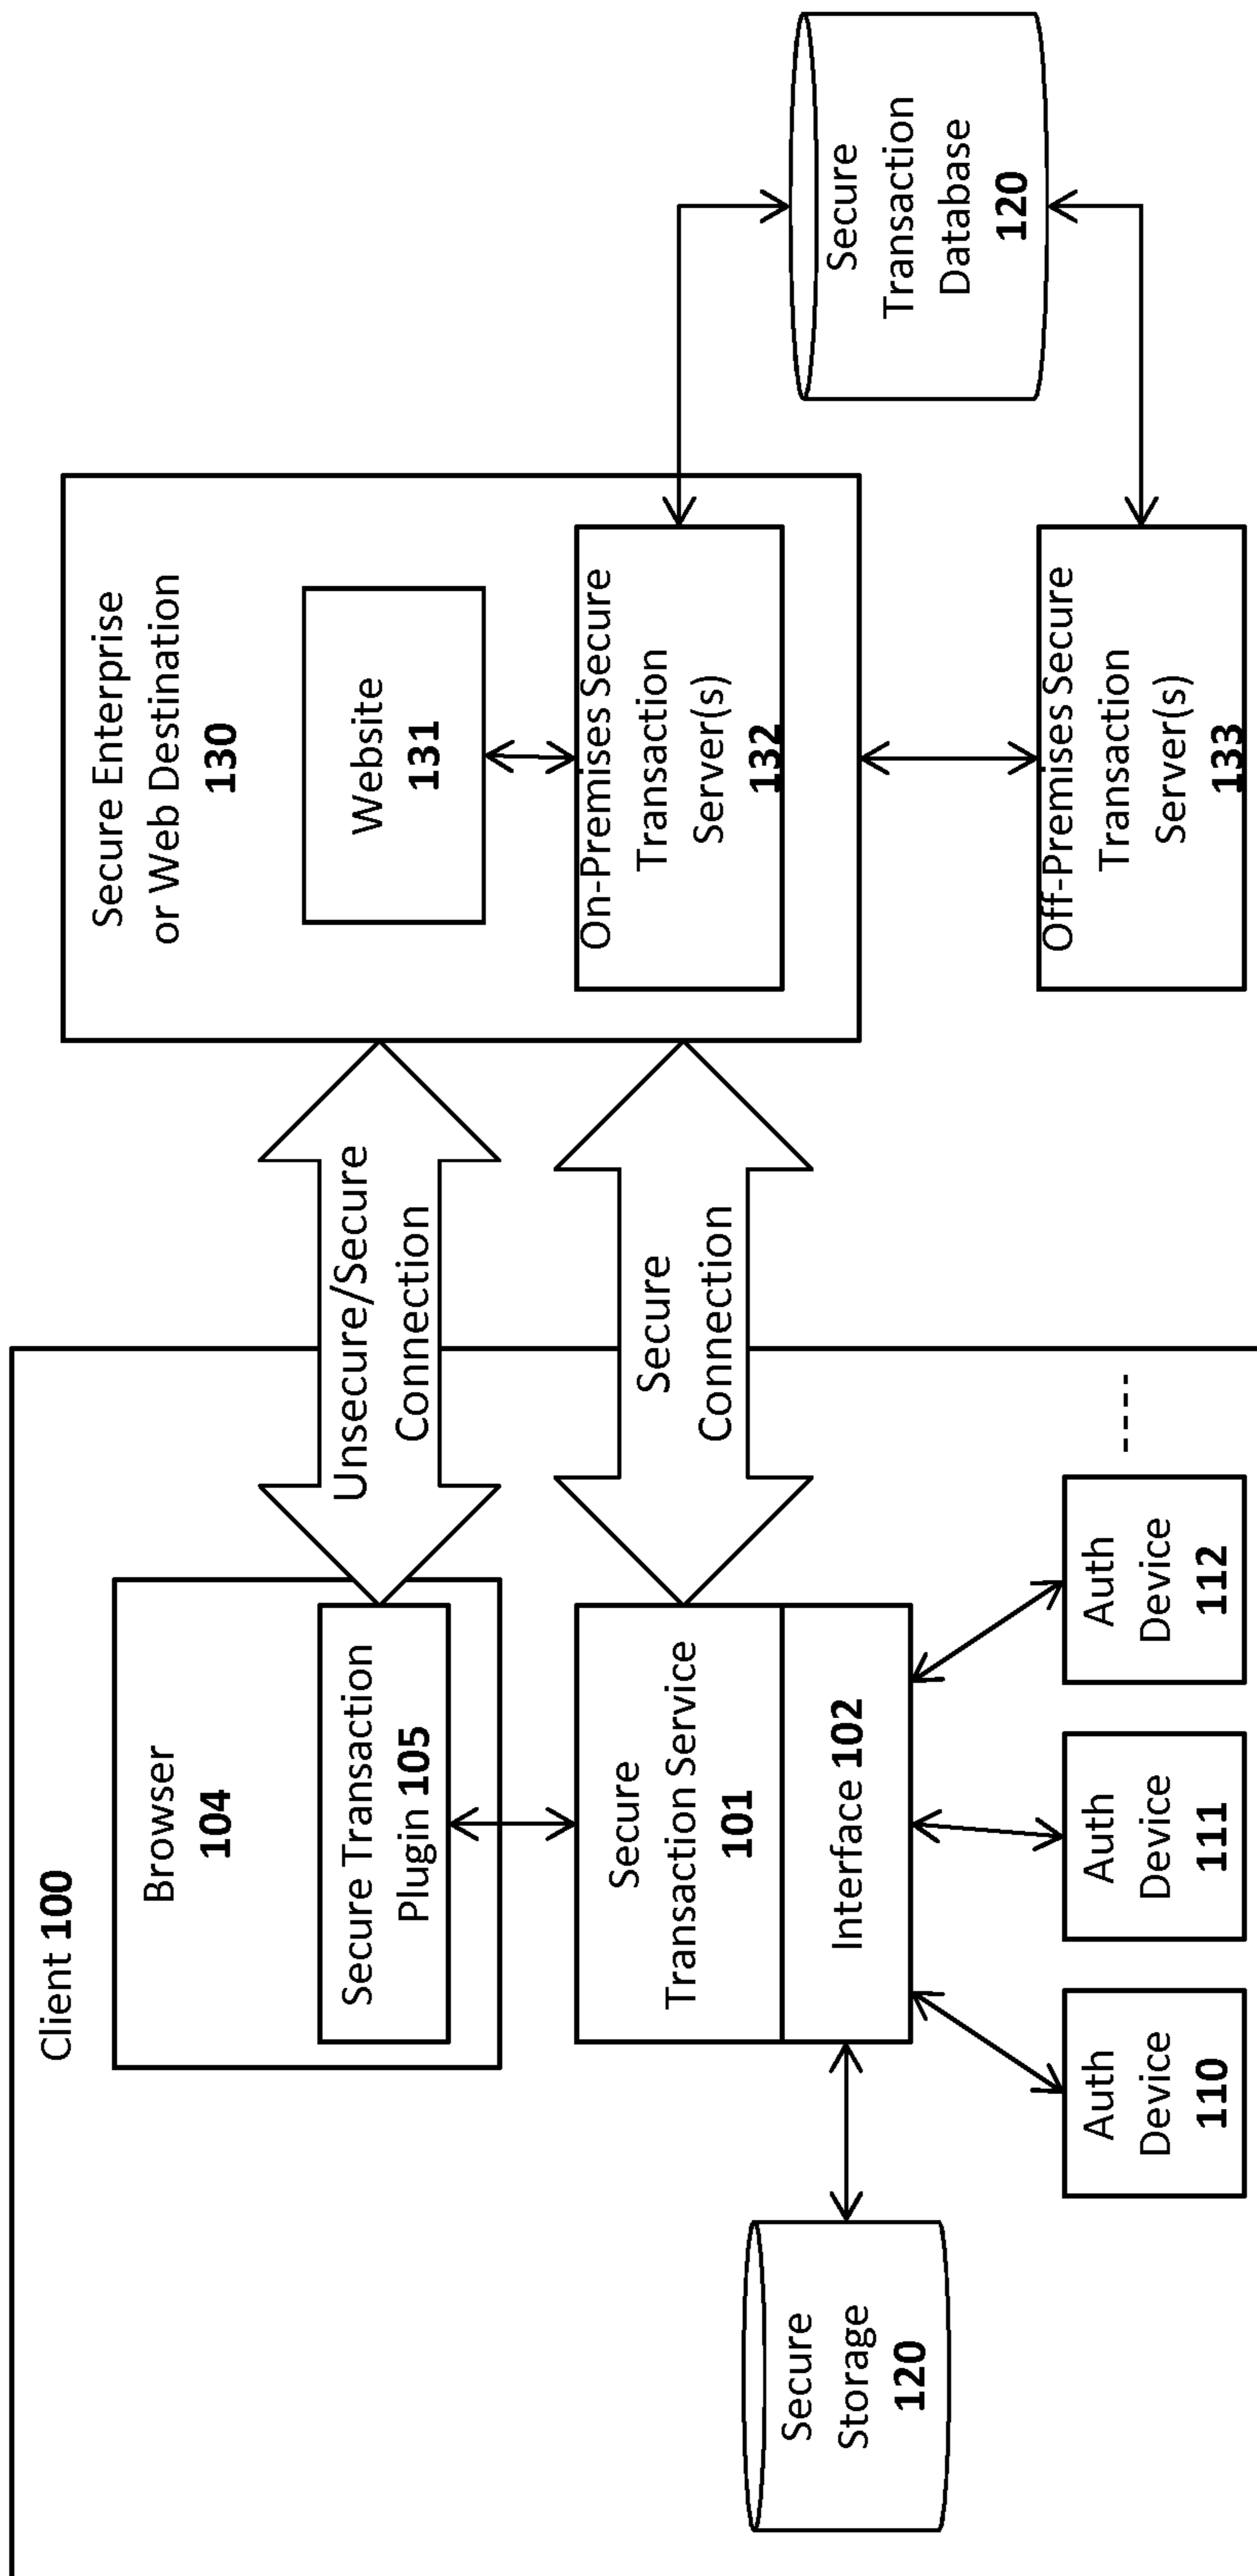 Client 100
Browser
104
Secure Transaction
Plugin 105
Secure
Transaction Service
101
Interface 102
Secure
Storage
120
Auth
Device
110
Auth
Device
111
Auth
Device
112
Unsecure/Secure
Connection
Secure
Connection
Secure Enterprise
or Web Destination
130
Website
131
On-Premises Secure
Transaction
Server(s)
132
Off-Premises Secure
Transaction
Server(s)
133
Secure
Transaction
Database
120